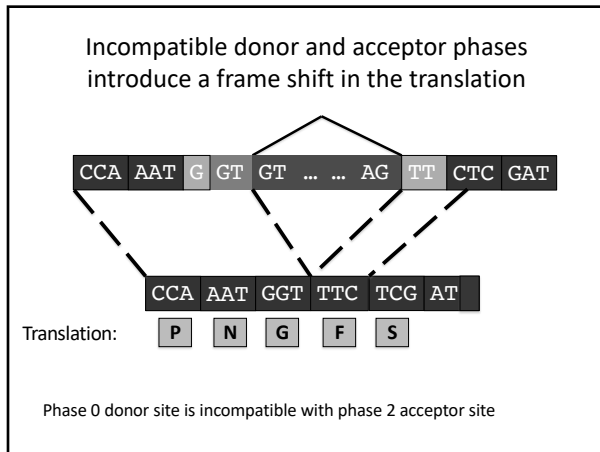 Incompatible donor and acceptor phases
introduce a frame shift in the translation
CCA AAT G GT GT ... ... AG TT CTC GAT
CCA AAT GGT TTC TCG AT
Translation: P N G F S
Phase 0 donor site is incompatible with phase 2 acceptor site